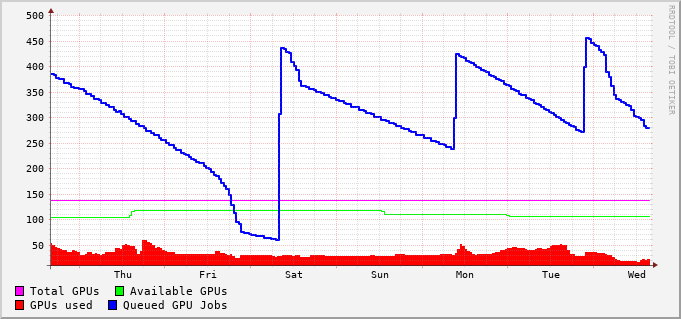 500
450
400
350
300
250
200
150
100
50
Thu Fri Sat Sun Mon Tue Wed
Total GPUs Available GPUs
GPUs used Queued GPU Jobs
RRDTOOL / TOBI OETIKER